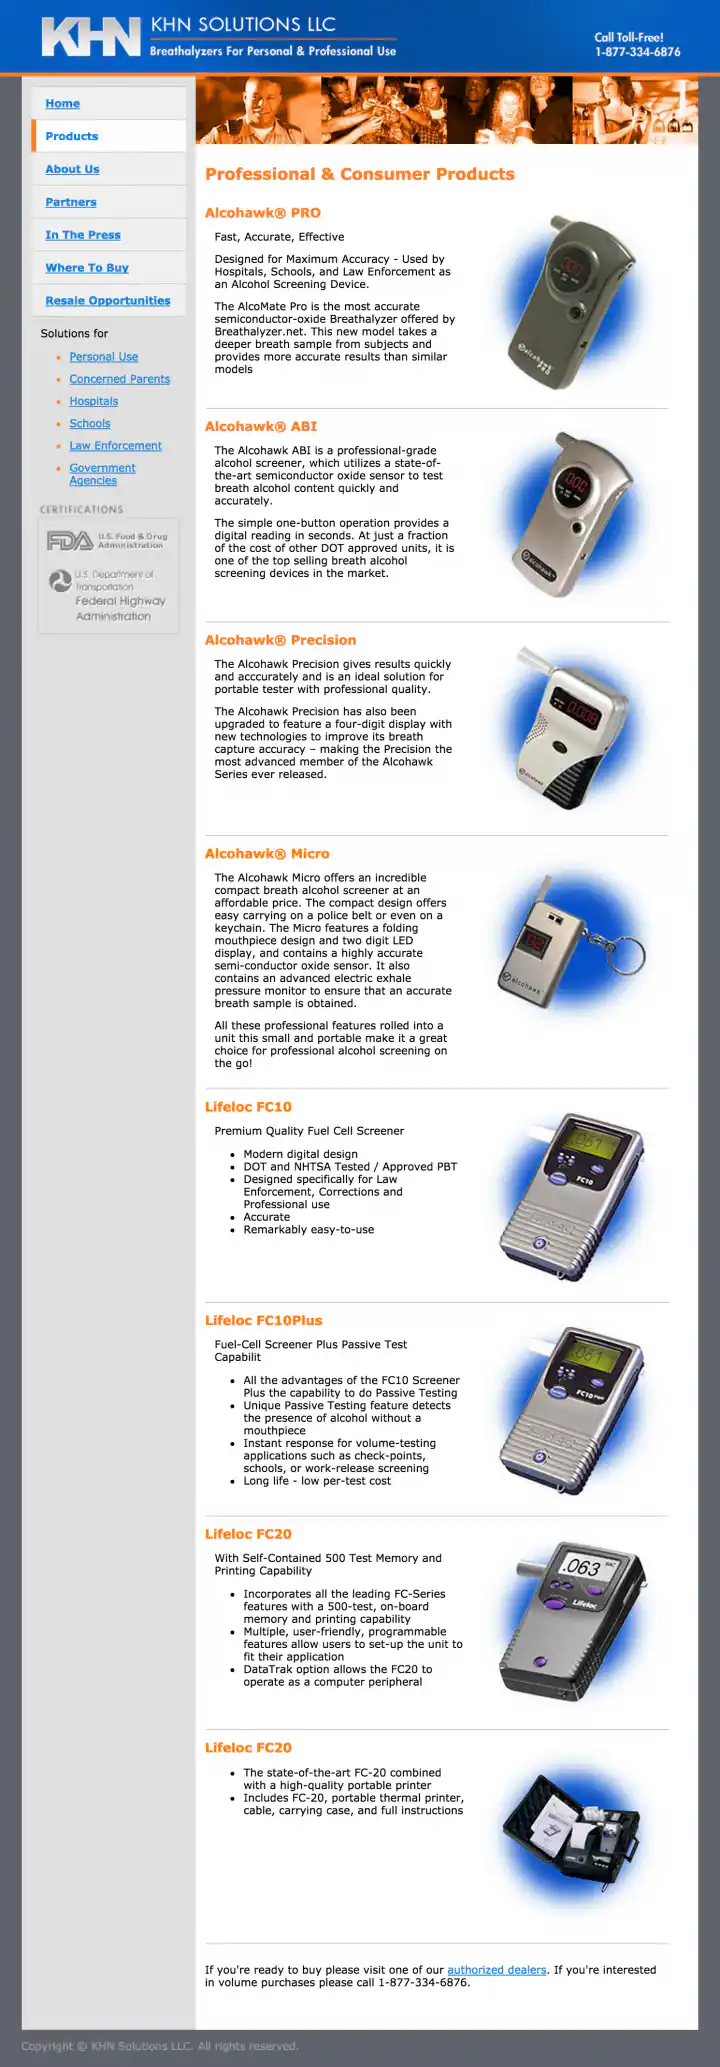 KHN
KHN SOLUTIONS LLC
Breathalyzers For Personal & Professional Use
Call Toll-Free!
1-877-334-6876
Home
Products
About Us
Partners
In The Press
Where To Buy
Resale Opportunities
Solutions for
Personal Use
Concerned Parents
Hospitals
Schools
Law Enforcement
Government
Agencies
CERTIFICATIONS
FDA U.S. Food & Drug
Administration
U.S. Department of
Transportation
Federal Highway
Administration
Professional & Consumer Products
Alcohawk® PRO
Fast, Accurate, Effective
Designed for Maximum Accuracy - Used by
Hospitals, Schools, and Law Enforcement as
an Alcohol Screening Device.
The AlcoMate Pro is the most accurate
semiconductor-oxide Breathalyzer offered by
Breathalyzer.net. This new model takes a
deeper breath sample from subjects and
provides more accurate results than similar
models
000
alcohawk
PRO
Alcohawk® ABI
The Alcohawk ABI is a professional-grade
alcohol screener, which utilizes a state-of-
the-art semiconductor oxide sensor to test
breath alcohol content quickly and
accurately.
The simple one-button operation provides a
digital reading in seconds. At just a fraction
of the cost of other DOT approved units, it is
one of the top selling breath alcohol
screening devices in the market.
000
alcohawk
Alcohawk® Precision
The Alcohawk Precision gives results quickly
and acccurately and is an ideal solution for
portable tester with professional quality.
The Alcohawk Precision has also been
upgraded to feature a four-digit display with
new technologies to improve its breath
capture accuracy – making the Precision the
most advanced member of the Alcohawk
Series ever released.
0.008
alcohawk
Alcohawk® Micro
The Alcohawk Micro offers an incredible
compact breath alcohol screener at an
affordable price. The compact design offers
easy carrying on a police belt or even on a
keychain. The Micro features a folding
mouthpiece design and two digit LED
display, and contains a highly accurate
semi-conductor oxide sensor. It also
contains an advanced electric exhale
pressure monitor to ensure that an accurate
breath sample is obtained.
All these professional features rolled into a
unit this small and portable make it a great
choice for professional alcohol screening on
the go!
alcohawk
Lifeloc FC10
Premium Quality Fuel Cell Screener
Modern digital design
DOT and NHTSA Tested / Approved PBT
Designed specifically for Law
Enforcement, Corrections and
Professional use
Accurate
Remarkably easy-to-use
.061
FC10
Lifeloc FC10Plus
Fuel-Cell Screener Plus Passive Test
Capabilit
All the advantages of the FC10 Screener
Plus the capability to do Passive Testing
Unique Passive Testing feature detects
the presence of alcohol without a
mouthpiece
Instant response for volume-testing
applications such as check-points,
schools, or work-release screening
Long life - low per-test cost
.061
FC10 Plus
Lifeloc FC20
With Self-Contained 500 Test Memory and
Printing Capability
Incorporates all the leading FC-Series
features with a 500-test, on-board
memory and printing capability
Multiple, user-friendly, programmable
features allow users to set-up the unit to
fit their application
DataTrak option allows the FC20 to
operate as a computer peripheral
.063 BAC
Lifeloc
Lifeloc FC20
The state-of-the-art FC-20 combined
with a high-quality portable printer
Includes FC-20, portable thermal printer,
cable, carrying case, and full instructions
If you're ready to buy please visit one of our authorized dealers. If you're interested
in volume purchases please call 1-877-334-6876.
Copyright © KHN Solutions LLC. All rights reserved.